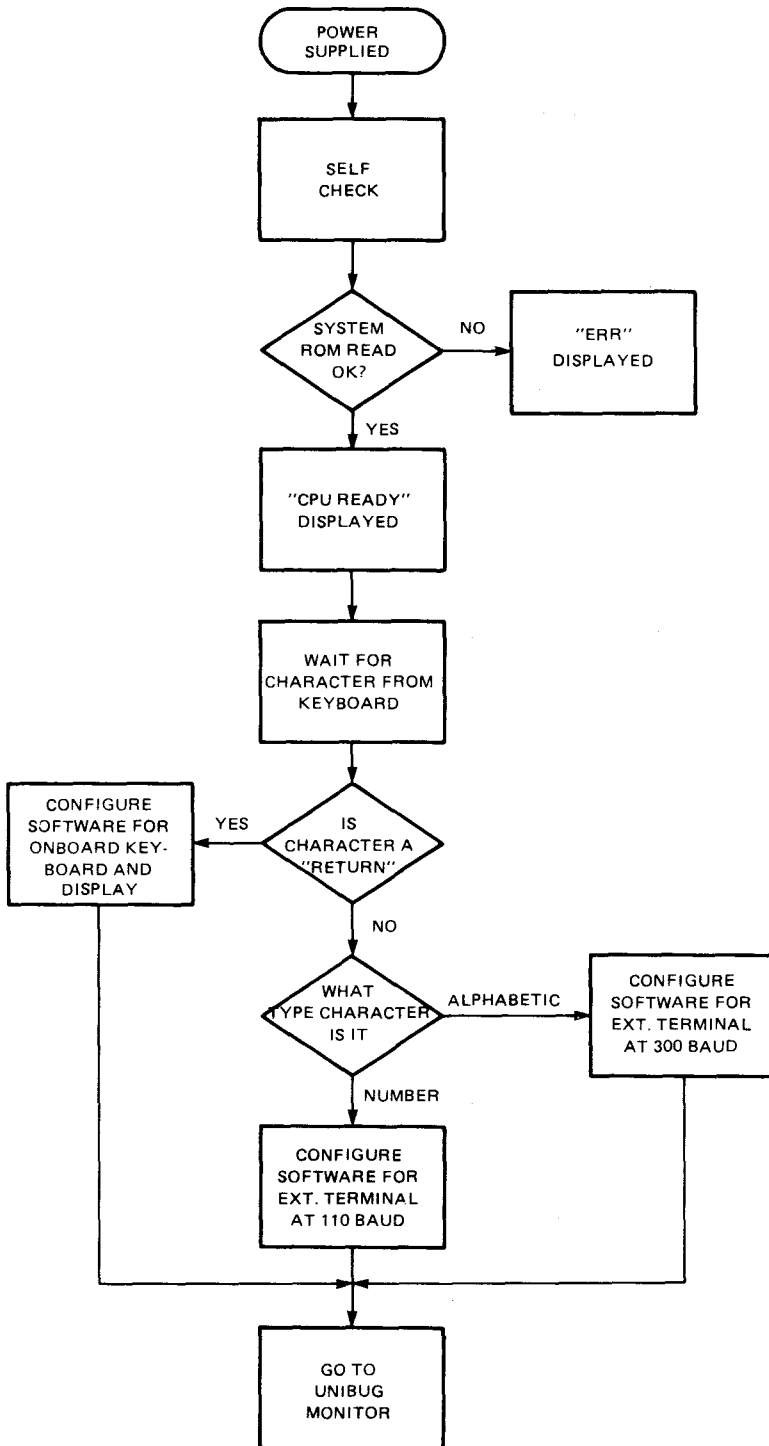 POWER
SUPPLIED
SELF
CHECK
SYSTEM
ROM READ
OK?
NO
"ERR"
DISPLAYED
YES
"CPU READY"
DISPLAYED
WAIT FOR
CHARACTER FROM
KEYBOARD
CONFIGURE
SOFTWARE FOR
ONBOARD KEY-
BOARD AND
DISPLAY
YES
IS
CHARACTER A
"RETURN"
NO
WHAT
TYPE CHARACTER
IS IT
ALPHABETIC
CONFIGURE
SOFTWARE FOR
EXT. TERMINAL
AT 300 BAUD
NUMBER
CONFIGURE
SOFTWARE FOR
EXT. TERMINAL
AT 110 BAUD
GO TO
UNIBUG
MONITOR